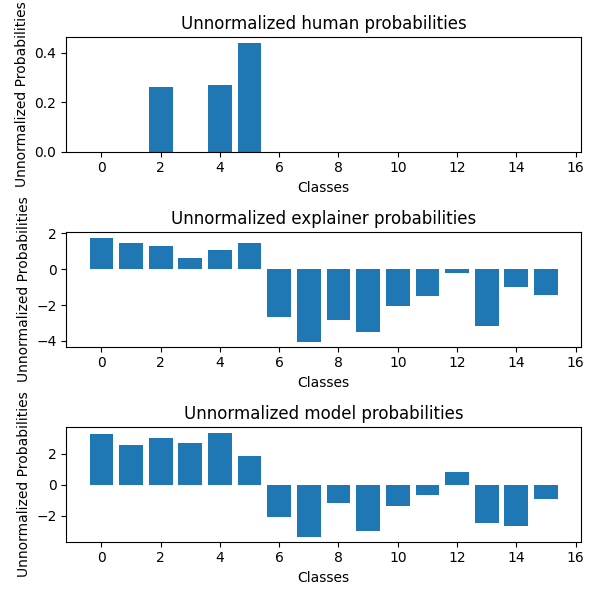 Unnormalized human probabilities
Unnormalized Probabilities
0.4
0.2
0.0
0 2 4 6 8 10 12 14 16
Classes
Unnormalized explainer probabilities
Unnormalized Probabilities
2
0
−2
−4
0 2 4 6 8 10 12 14 16
Classes
Unnormalized model probabilities
Unnormalized Probabilities
2
0
−2
0 2 4 6 8 10 12 14 16
Classes